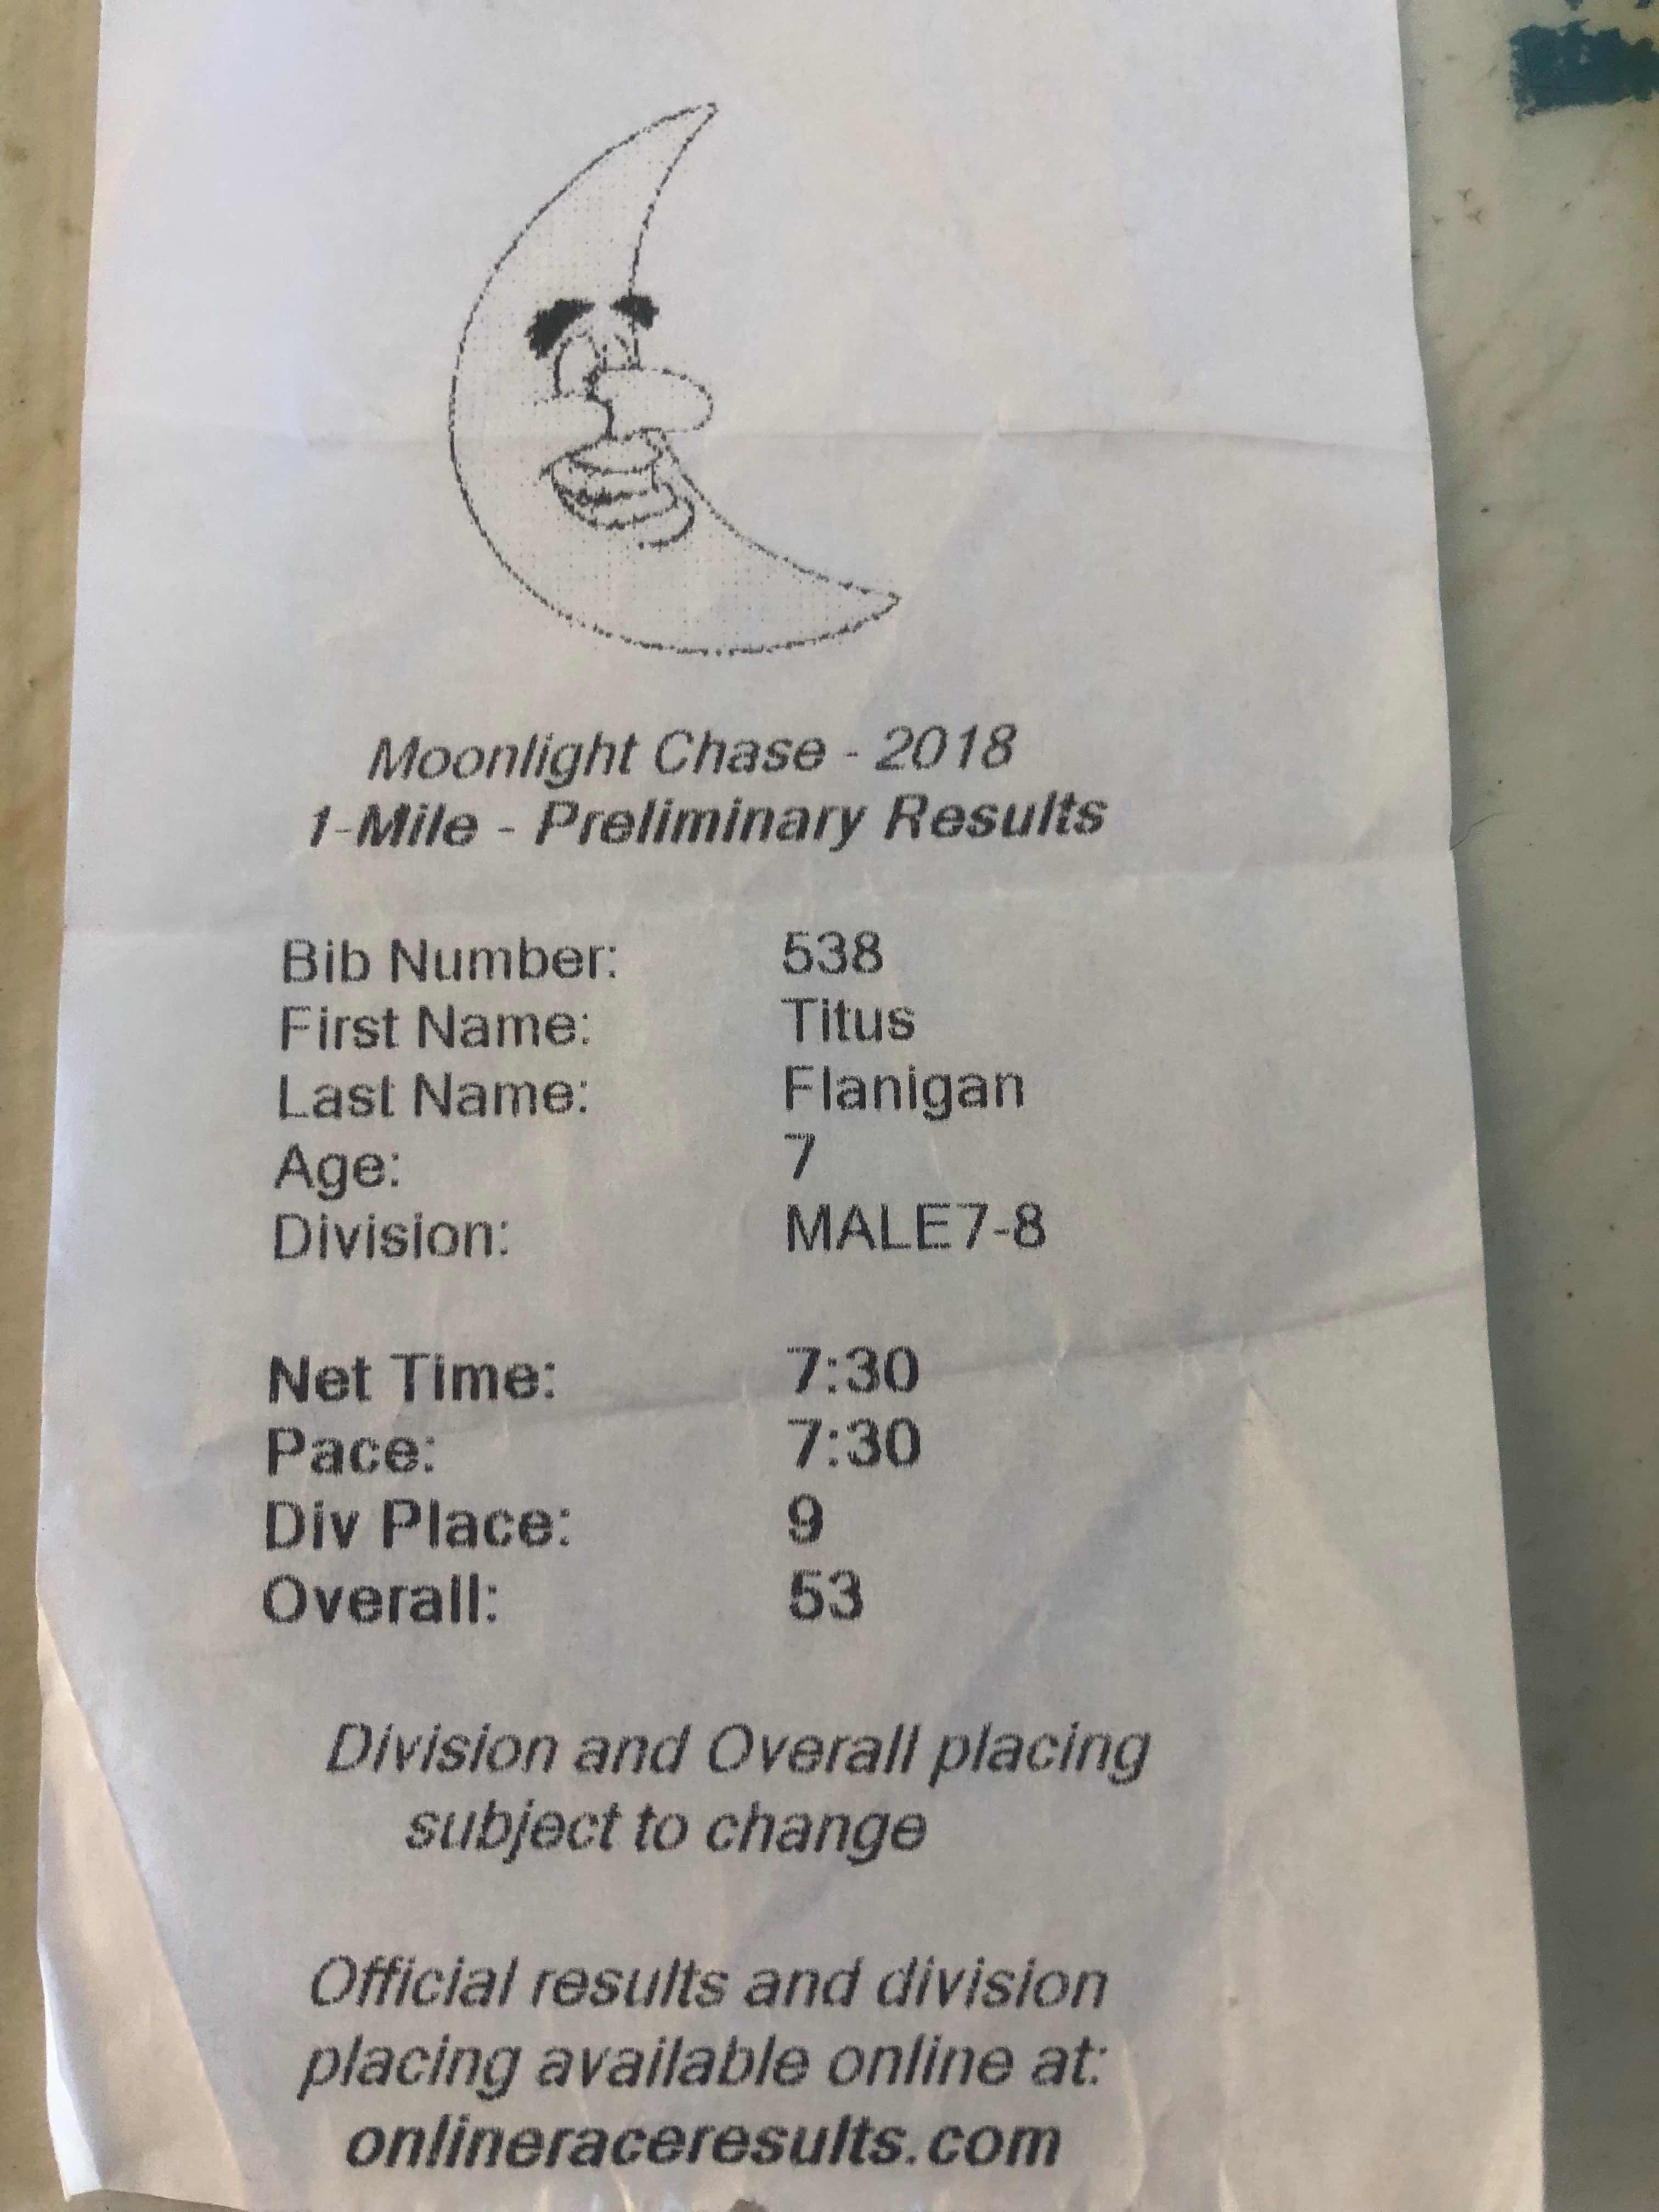 Moonlight Chase - 2018
1-Mile - Preliminary Results
Bib Number: 538
First Name: Titus
Last Name: Flanigan
Age: 7
Division: MALE7-8
Net Time: 7:30
Pace: 7:30
Div Place: 9
Overall: 53
Division and Overall placing
subject to change
Official results and division
placing available online at:
onlineraceresults.com